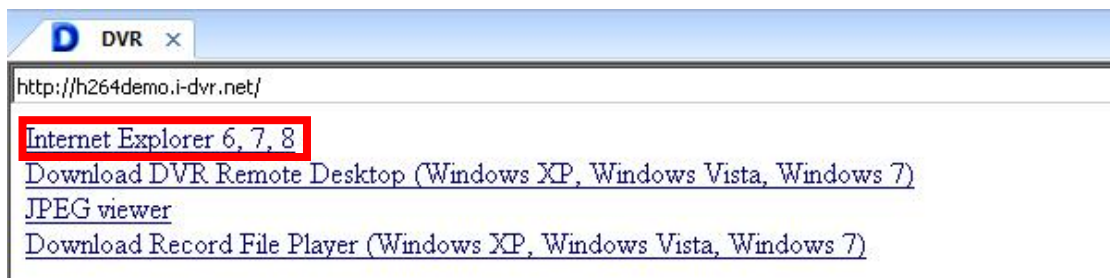 D DVR ×
http://h264demo.i-dvr.net/
Internet Explorer 6, 7, 8
Download DVR Remote Desktop (Windows XP, Windows Vista, Windows 7)
JPEG viewer
Download Record File Player (Windows XP, Windows Vista, Windows 7)